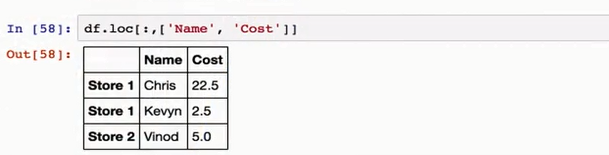 In [58]: df.loc[:,['Name', 'Cost']]
Out[58]:
Name Cost
Store 1 Chris 22.5
Store 1 Kevyn 2.5
Store 2 Vinod 5.0